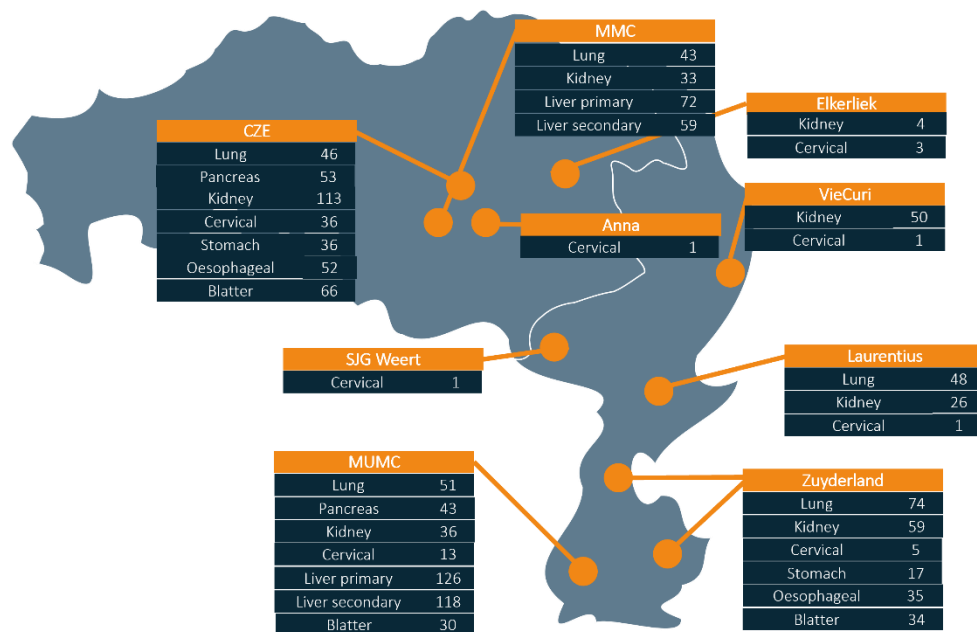 MMC
Lung 43
Kidney 33
Liver primary 72
Liver secondary 59
Elkerliek
Kidney 4
Cervical 3
CZE
Lung 46
Pancreas 53
Kidney 113
Cervical 36
Stomach 36
Oesophageal 52
Blatter 66
VieCuri
Kidney 50
Cervical 1
Anna
Cervical 1
SJG Weert
Cervical 1
Laurentius
Lung 48
Kidney 26
Cervical 1
MUMC
Lung 51
Pancreas 43
Kidney 36
Cervical 13
Liver primary 126
Liver secondary 118
Blatter 30
Zuyderland
Lung 74
Kidney 59
Cervical 5
Stomach 17
Oesophageal 35
Blatter 34